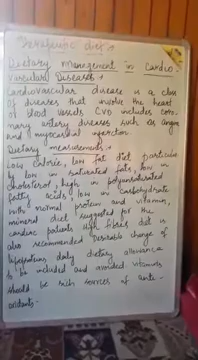 Therapeutic diet :-
Dietary Management in Cardio
Vascular Diseases :-
Cardiovascular disease is a class
of diseases that involve the heart
of blood vessels CVD includes coro-
nary artery diseases such as angina
and myocardial infarction.
Dietary measurements :-
Low calorie, low fat diet particular
ly low in saturated fats, low in
cholesterol, high in polyunsaturated
fatty acids low in carbohydrate
with normal protein and vitamin,
mineral diet suggested for the
cardiac patients high fibres diet is
also recommended desirable change of
lipoproteins daily dietary allowance
to be included and avoided vitamins
should be rich sources of anti-
oxidants.